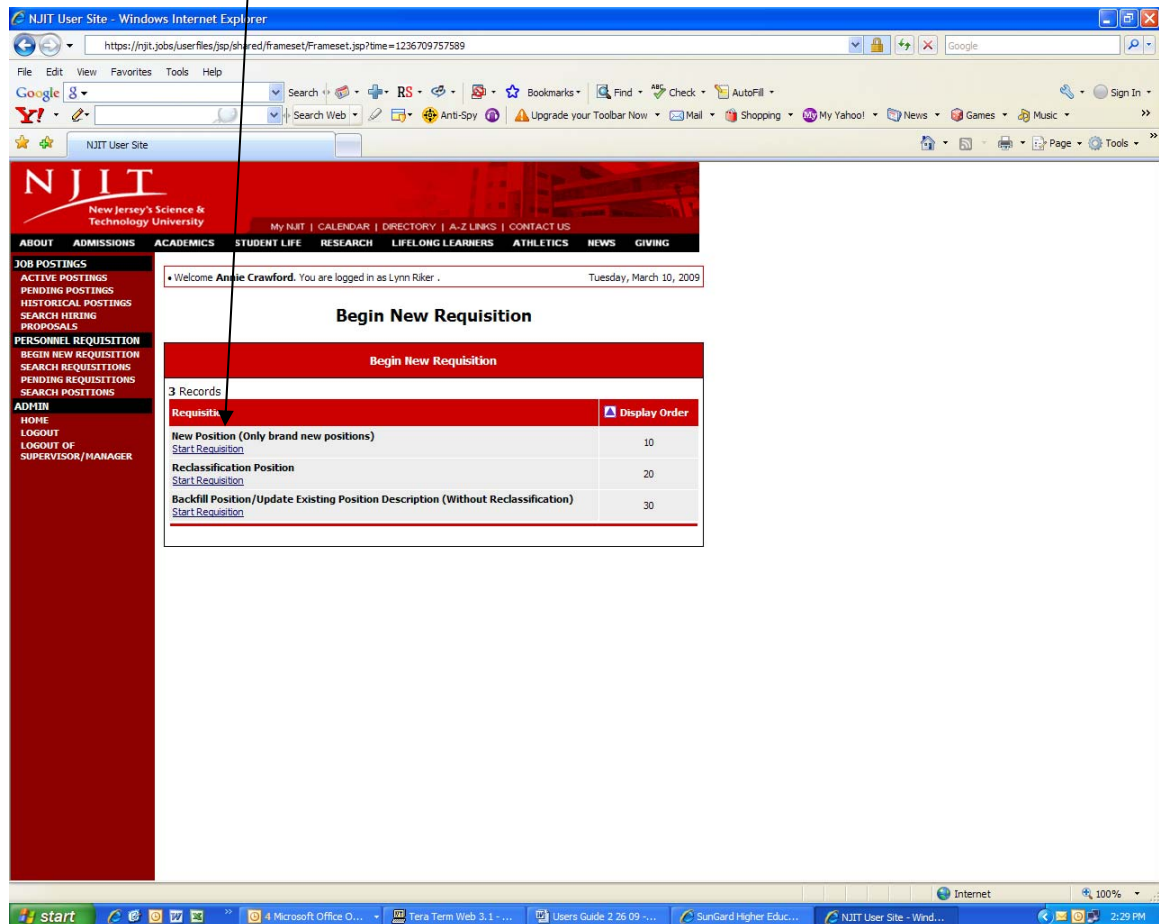 NJIT User Site - Windows Internet Explorer
https://njit.jobs/userfiles/jsp/shared/frameset/Frameset.jsp?time=1236709757589
Google
File Edit View Favorites Tools Help
Google Search RS Bookmarks Find Check AutoFill Sign In
Y! Search Web Anti-Spy Upgrade your Toolbar Now Mail Shopping My Yahoo! News Games Music
NJIT User Site Page Tools
NJIT
New Jersey's Science &
Technology University
My NJIT | CALENDAR | DIRECTORY | A-Z LINKS | CONTACT US
ABOUT ADMISSIONS ACADEMICS STUDENT LIFE RESEARCH LIFELONG LEARNERS ATHLETICS NEWS GIVING
JOB POSTINGS
ACTIVE POSTINGS
PENDING POSTINGS
HISTORICAL POSTINGS
SEARCH HIRING
PROPOSALS
PERSONNEL REQUISITION
BEGIN NEW REQUISITION
SEARCH REQUISITIONS
PENDING REQUISITIONS
SEARCH POSITIONS
ADMIN
HOME
LOGOUT
LOGOUT OF
SUPERVISOR/MANAGER
• Welcome Annie Crawford. You are logged in as Lynn Riker . Tuesday, March 10, 2009
Begin New Requisition
Begin New Requisition
3 Records
Requisition Display Order
New Position (Only brand new positions) 10
Start Requisition
Reclassification Position 20
Start Requisition
Backfill Position/Update Existing Position Description (Without Reclassification) 30
Start Requisition
Internet 100%
start 4 Microsoft Office O... Tera Term Web 3.1 - ... Users Guide 2 26 09 -... SunGard Higher Educ... NJIT User Site - Wind... 2:29 PM